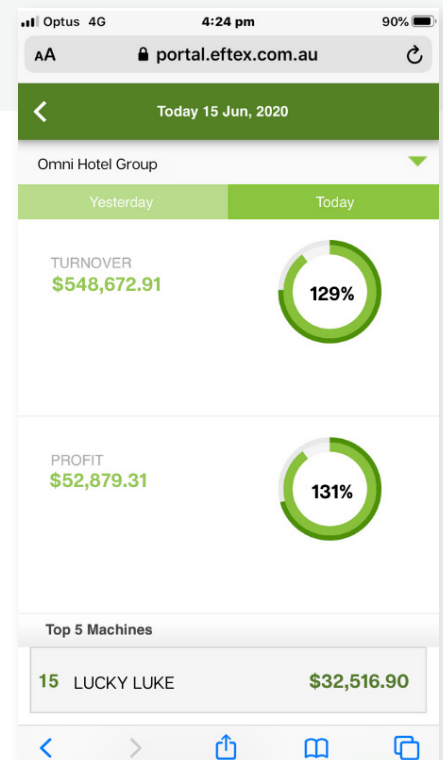 Optus 4G 4:24 pm 90%
AA portal.eftex.com.au
Today 15 Jun, 2020
Omni Hotel Group
Yesterday Today
TURNOVER
$548,672.91
129%
PROFIT
$52,879.31
131%
Top 5 Machines
15 LUCKY LUKE $32,516.90